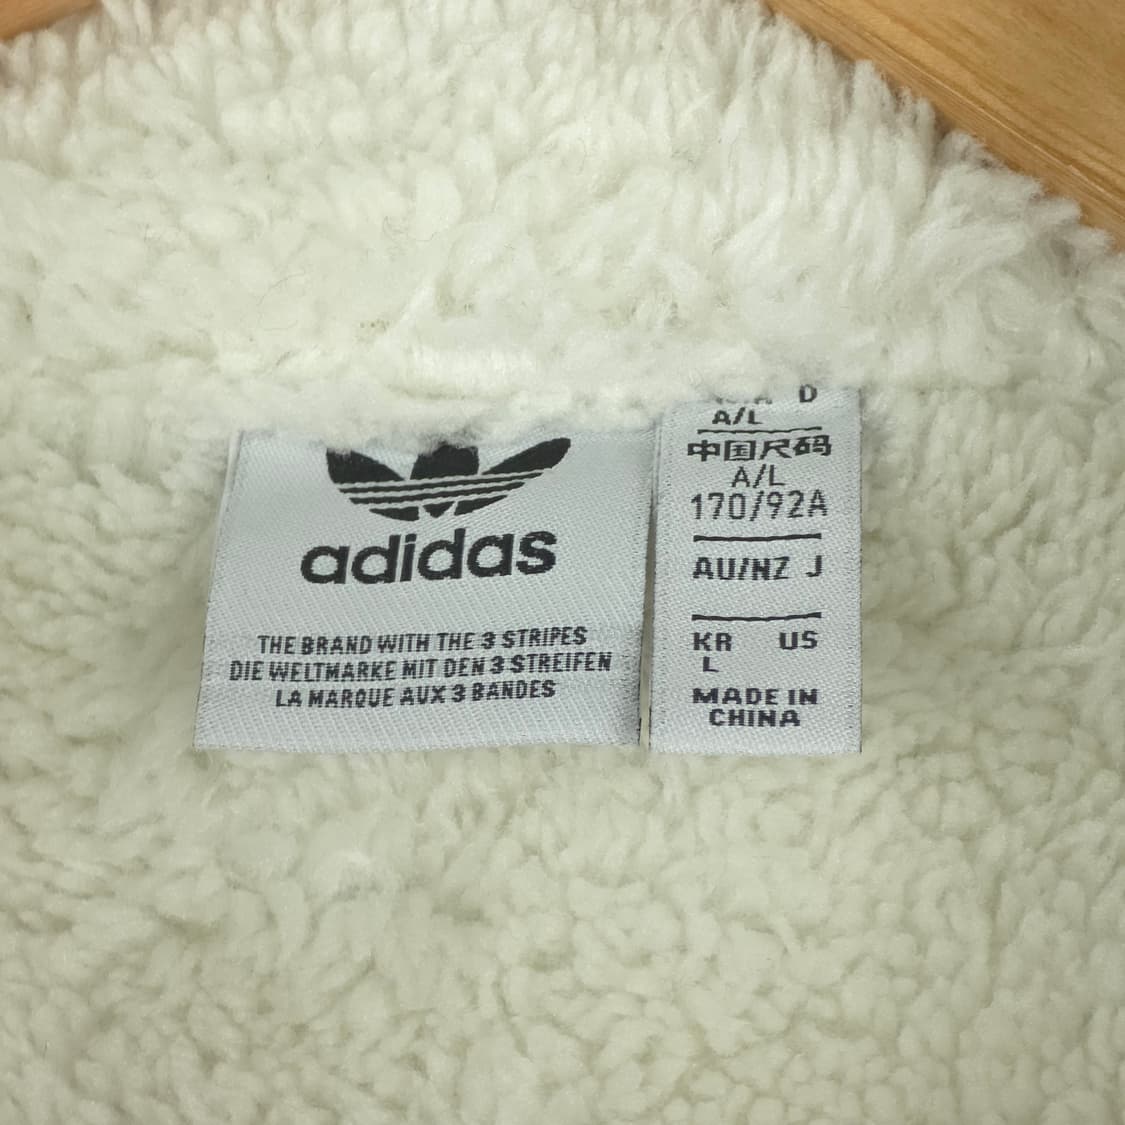 adidas
THE BRAND WITH THE 3 STRIPES
DIE WELTMARKE MIT DEN 3 STREIFEN
LA MARQUE AUX 3 BANDES
D
A/L
中国尺码
A/L
170/92A
AU/NZ J
KR US
L
MADE IN
CHINA